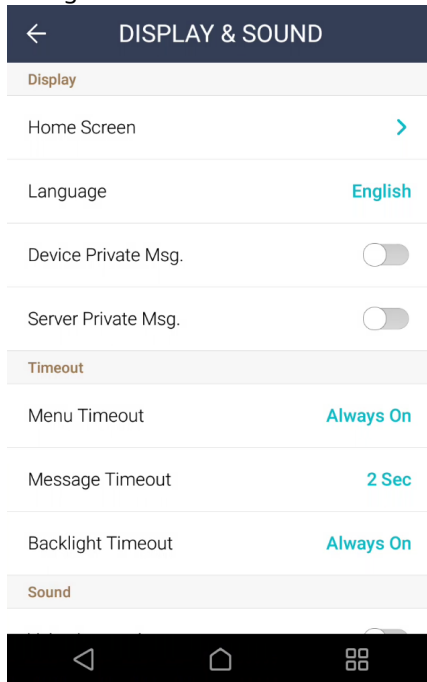 DISPLAY & SOUND
Display
Home Screen
Language English
Device Private Msg.
Server Private Msg.
Timeout
Menu Timeout Always On
Message Timeout 2 Sec
Backlight Timeout Always On
Sound